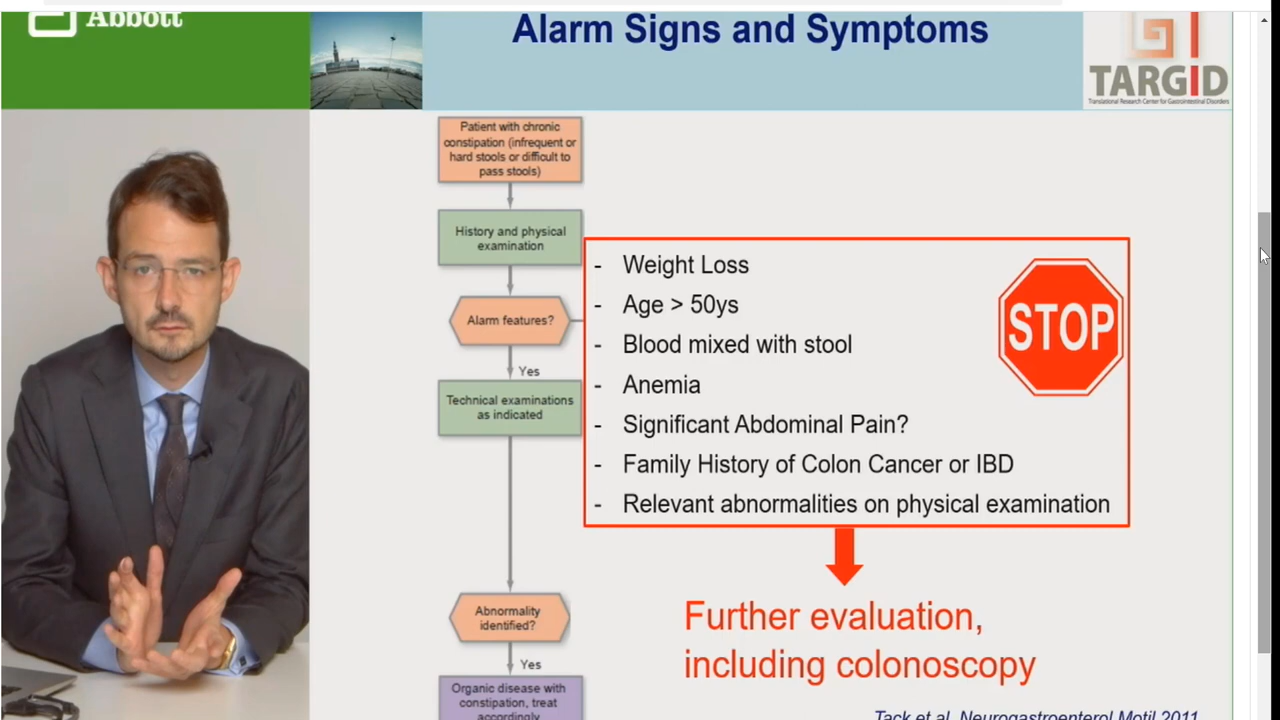 Abbott
Alarm Signs and Symptoms
TARGID
Translational Research Center for Gastrointestinal Disorders
Patient with chronic
constipation (infrequent or
hard stools or difficult to
pass stools)
History and physical
examination
Alarm features?
Yes
Technical examinations
as indicated
- Weight Loss
- Age > 50ys
- Blood mixed with stool
- Anemia
- Significant Abdominal Pain?
- Family History of Colon Cancer or IBD
- Relevant abnormalities on physical examination
STOP
Further evaluation,
including colonoscopy
Abnormality
identified?
Yes
Organic disease with
constipation, treat
accordingly
Tack et al, Neurogastroenterol Motil 2011